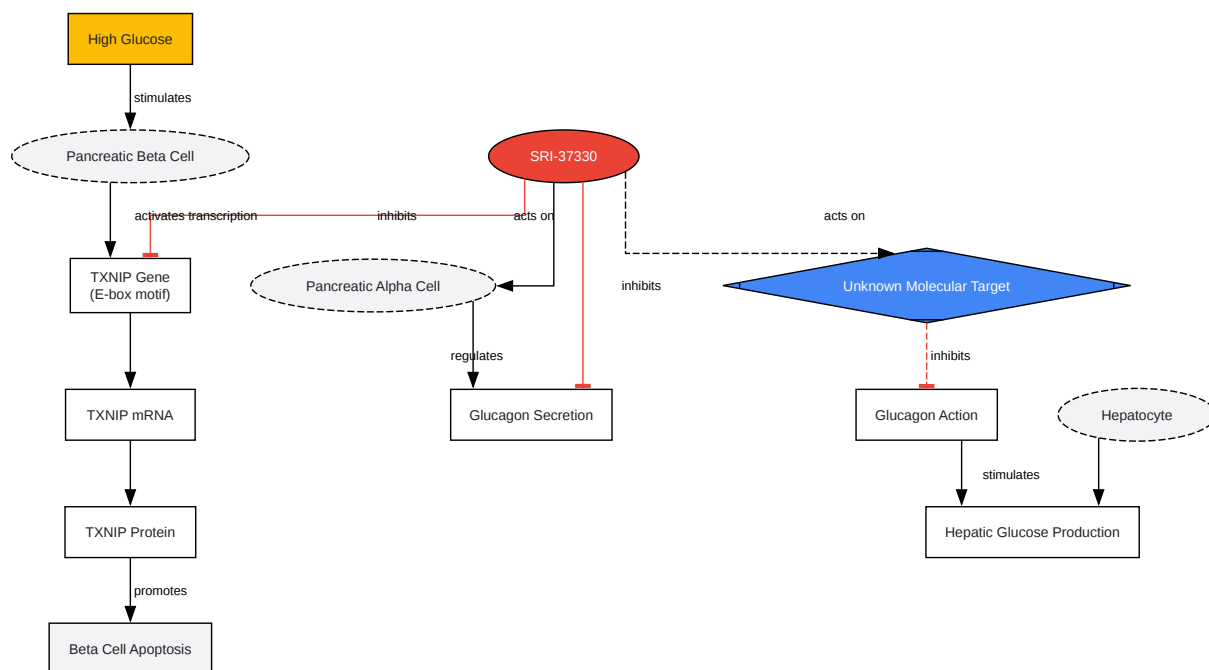 High Glucose
stimulates
Pancreatic Beta Cell
SRI-37330
activates transcription
inhibits
acts on
acts on
TXNIP Gene
(E-box motif)
Pancreatic Alpha Cell
inhibits
Unknown Molecular Target
regulates
inhibits
TXNIP mRNA
Glucagon Secretion
Glucagon Action
Hepatocyte
stimulates
TXNIP Protein
Hepatic Glucose Production
promotes
Beta Cell Apoptosis